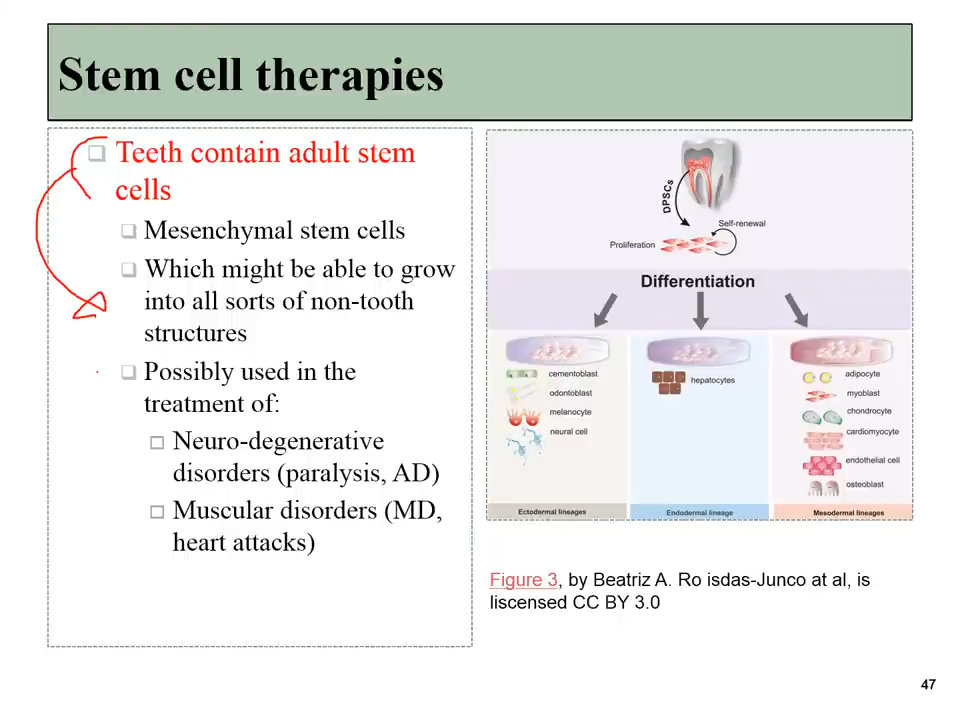 Stem cell therapies
Teeth contain adult stem
cells
Mesenchymal stem cells
Which might be able to grow
into all sorts of non-tooth
structures
Possibly used in the
treatment of:
Neuro-degenerative
disorders (paralysis, AD)
Muscular disorders (MD,
heart attacks)
DPSCs
Self-renewal
Proliferation
Differentiation
cementoblast
odontoblast
melanocyte
neural cell
Ectodermal lineages
hepatocytes
Endodermal lineage
adipocyte
myoblast
chondrocyte
cardiomyocyte
endothelial cell
osteoblast
Mesodermal lineages
Figure 3, by Beatriz A. Ro isdas-Junco at al, is
liscensed CC BY 3.0
47